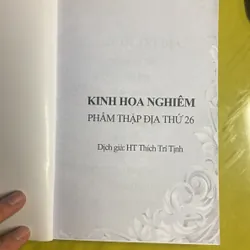 KINH HOA NGHIÊM
PHẨM THẬP ĐỊA THỨ 26
Dịch giả: HT Thích Trí Tịnh